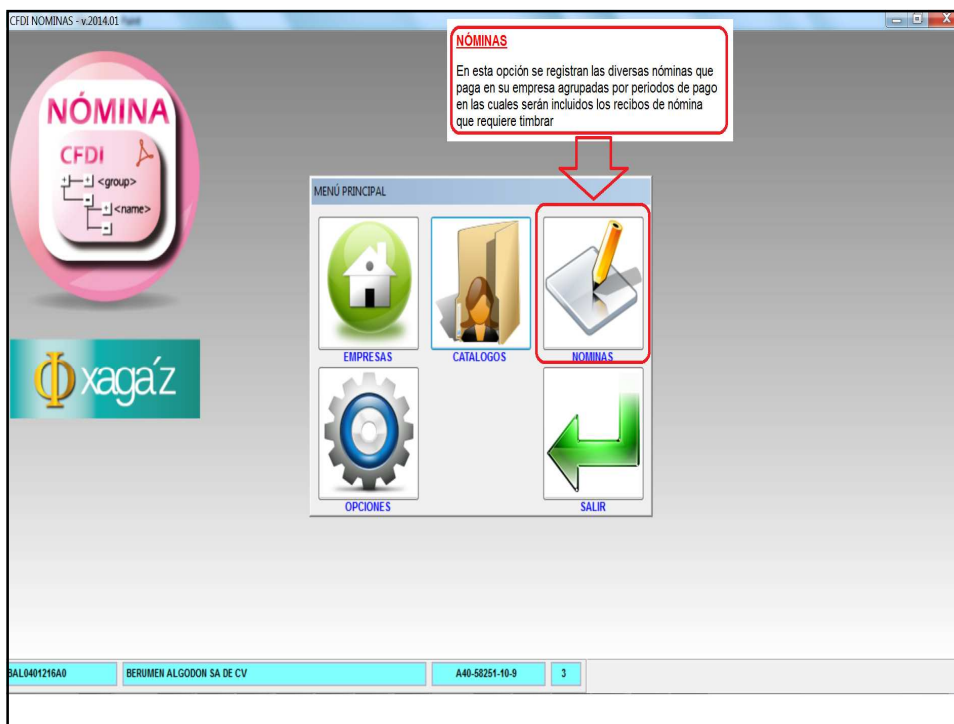 CFDI NOMINAS - v.2014.01
NÓMINAS
En esta opción se registran las diversas nóminas que
paga en su empresa agrupadas por periodos de pago
en las cuales serán incluidos los recibos de nómina
que requiere timbrar
NÓMINA
CFDI
<group>
<name>
xagáz
MENÚ PRINCIPAL
EMPRESAS
CATALOGOS
NOMINAS
OPCIONES
SALIR
BAL0401216A0
BERUMEN ALGODON SA DE CV
A40-58251-10-9
3